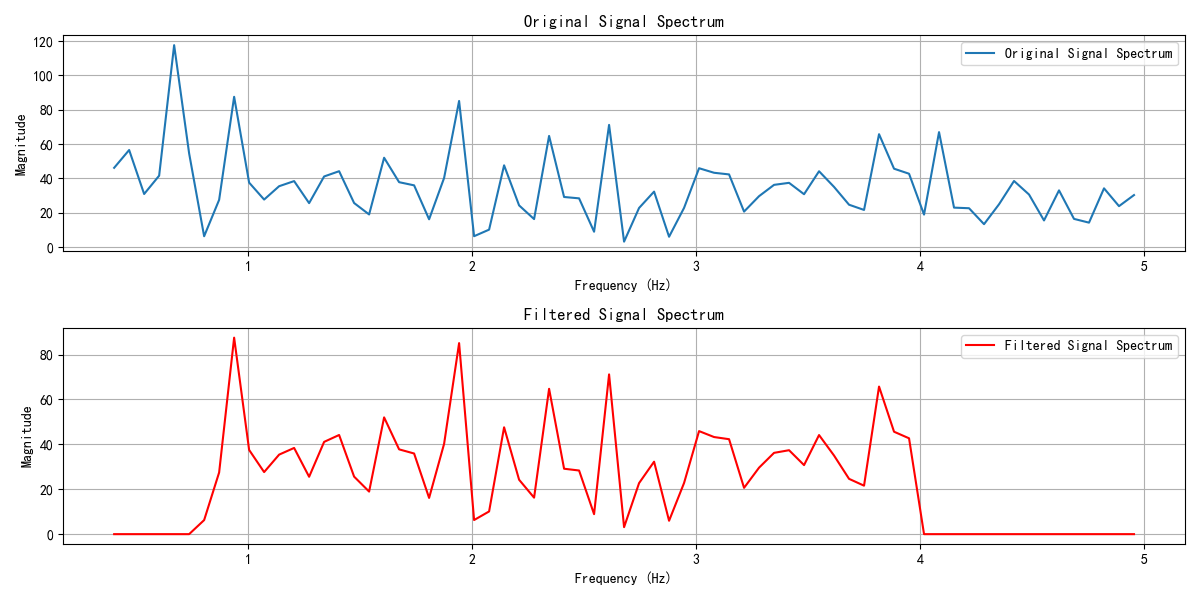 Original Signal Spectrum
Original Signal Spectrum
Magnitude
120
100
80
60
40
20
0
1 2 3 4 5
Frequency (Hz)
Filtered Signal Spectrum
Filtered Signal Spectrum
Magnitude
80
60
40
20
0
1 2 3 4 5
Frequency (Hz)